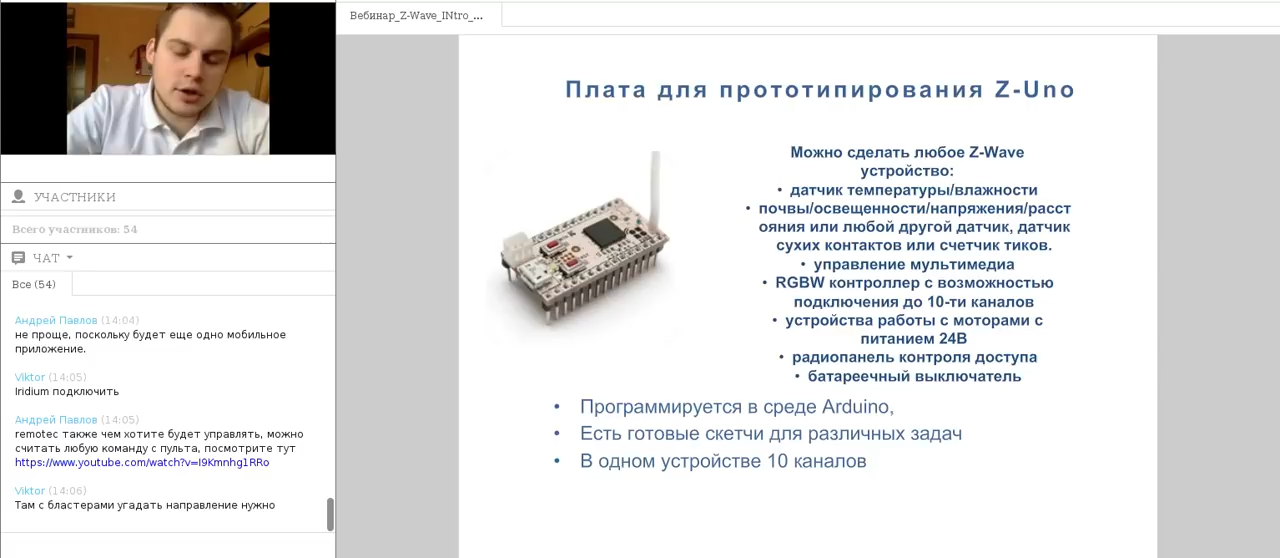 Вебинар_Z-Wave_INtro_...
УЧАСТНИКИ
Всего участников: 54
ЧАТ
Все (54)
Андрей Павлов (14:04)
не проще, поскольку будет еще одно мобильное
приложение.
Viktor (14:05)
Iridium подключить
Андрей Павлов (14:05)
remotec также чем хотите будет управлять, можно
считать любую команду с пульта, посмотрите тут
https://www.youtube.com/watch?v=I9Kmnhg1RRo
Viktor (14:06)
Там с бластерами угадать направление нужно
Плата для прототипирования Z-Uno
Можно сделать любое Z-Wave
устройство:
• датчик температуры/влажности
• почвы/освещенности/напряжения/расст
ояния или любой другой датчик, датчик
сухих контактов или счетчик тиков.
• управление мультимедиа
• RGBW контроллер с возможностью
подключения до 10-ти каналов
• устройства работы с моторами с
питанием 24В
• радиопанель контроля доступа
• батареечный выключатель
• Программируется в среде Arduino,
• Есть готовые скетчи для различных задач
• В одном устройстве 10 каналов